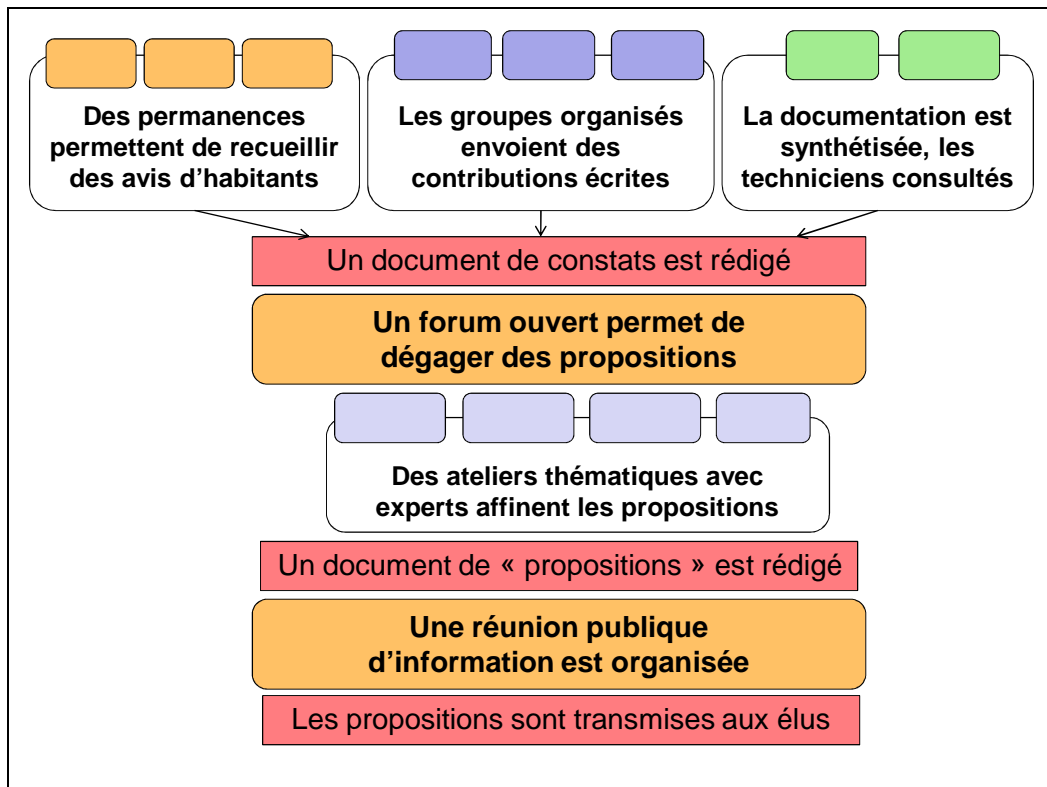 Des permanences
permettent de recueillir
des avis d’habitants
Les groupes organisés
envoient des
contributions écrites
La documentation est
synthétisée, les
techniciens consultés
Un document de constats est rédigé
Un forum ouvert permet de
dégager des propositions
Des ateliers thématiques avec
experts affinent les propositions
Un document de « propositions » est rédigé
Une réunion publique
d’information est organisée
Les propositions sont transmises aux élus